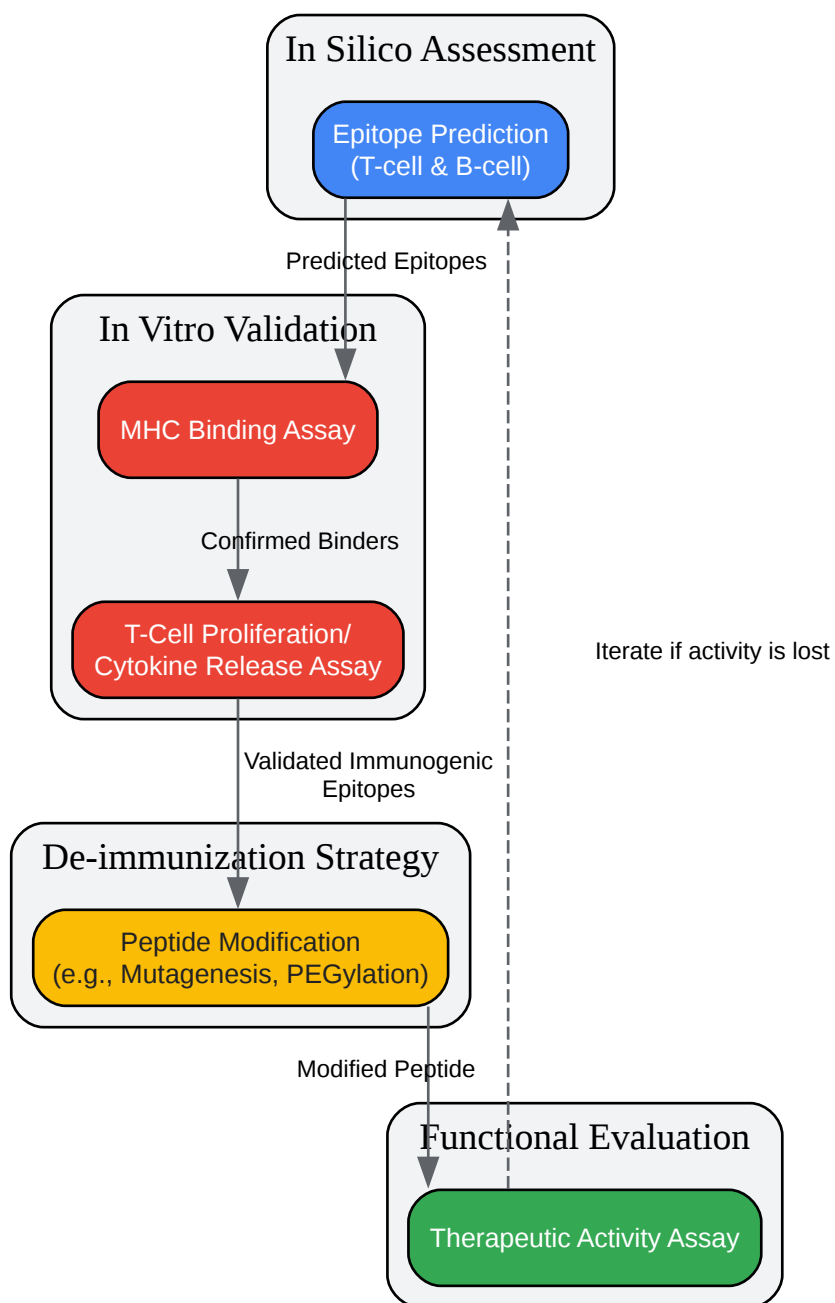 In Silico Assessment
Epitope Prediction
(T-cell & B-cell)
Predicted Epitopes
In Vitro Validation
MHC Binding Assay
Confirmed Binders
T-Cell Proliferation/
Cytokine Release Assay
Iterate if activity is lost
Validated Immunogenic
Epitopes
De-immunization Strategy
Peptide Modification
(e.g., Mutagenesis, PEGylation)
Modified Peptide
Functional Evaluation
Therapeutic Activity Assay